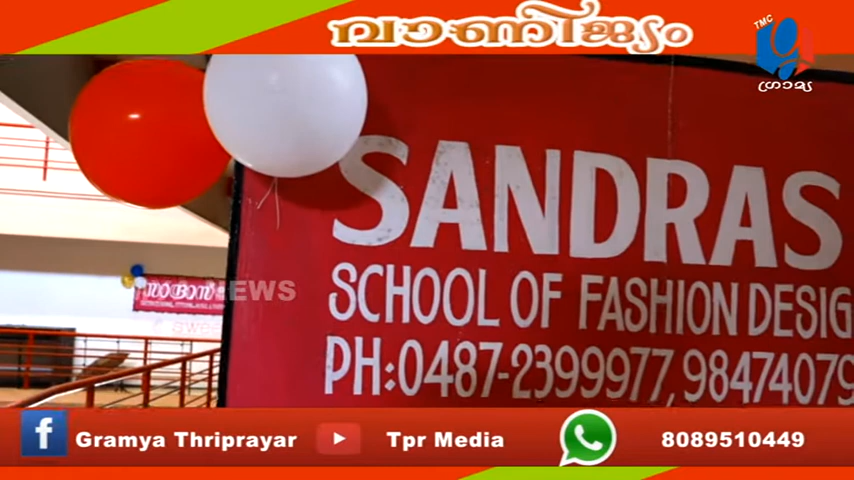 വാണിജ്യം
TMC
ഗ്രാമ്യ
SANDRAS
SCHOOL OF FASHION DESIG
PH:0487-2399977, 98474079
സാന്ദ്രാസ്
NEWS
Gramya Thriprayar
Tpr Media
8089510449